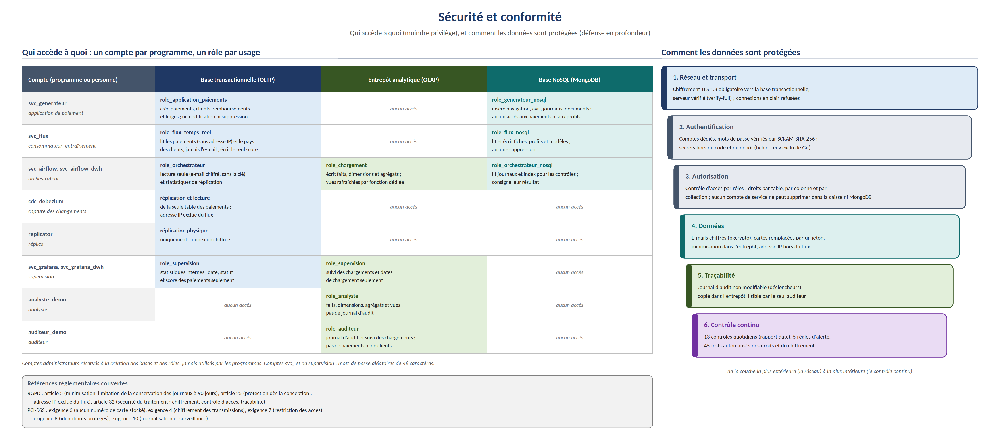 Sécurité et conformité
Qui accède à quoi (moindre privilège), et comment les données sont protégées (défense en profondeur)
Qui accède à quoi : un compte par programme, un rôle par usage
Compte (programme ou personne)
Base transactionnelle (OLTP)
Entrepôt analytique (OLAP)
Base NoSQL (MongoDB)
svc_generateur
application de paiement
role_application_paiements
crée paiements, clients, remboursements
et litiges ; ni modification ni suppression
aucun accès
role_generateur_nosql
insère navigation, avis, journaux, documents ;
aucun accès aux paiements ni aux profils
svc_flux
consommateur, entraînement
role_flux_temps_reel
lit les paiements (sans adresse IP) et le pays
des clients, jamais l'e-mail ; écrit le seul score
aucun accès
role_flux_nosql
lit et écrit fiches, profils et modèles ;
aucune suppression
svc_airflow, svc_airflow_dwh
orchestrateur
role_orchestrateur
lecture seule (e-mail chiffré, sans la clé)
et statistiques de réplication
role_chargement
écrit faits, dimensions et agrégats ;
vues rafraîchies par fonction dédiée
role_orchestrateur_nosql
lit journaux et index pour les contrôles ;
consigne leur résultat
cdc_debezium
capture des changements
réplication et lecture
de la seule table des paiements ;
adresse IP exclue du flux
aucun accès
aucun accès
replicator
réplica
réplication physique
uniquement, connexion chiffrée
aucun accès
aucun accès
svc_grafana, svc_grafana_dwh
supervision
role_supervision
statistiques internes ; date, statut
et score des paiements seulement
role_supervision
suivi des chargements et dates
de chargement seulement
aucun accès
analyste_demo
analyste
aucun accès
role_analyste
faits, dimensions, agrégats et vues ;
pas de journal d'audit
aucun accès
auditeur_demo
auditeur
aucun accès
role_auditeur
journal d'audit et suivi des chargements ;
pas de paiements ni de clients
aucun accès
Comptes administrateurs réservés à la création des bases et des rôles, jamais utilisés par les programmes. Comptes svc_ et de supervision : mots de passe aléatoires de 48 caractères.
Références réglementaires couvertes
RGPD : article 5 (minimisation, limitation de la conservation des journaux à 90 jours), article 25 (protection dès la conception :
adresse IP exclue du flux), article 32 (sécurité du traitement : chiffrement, contrôle d'accès, traçabilité)
PCI-DSS : exigence 3 (aucun numéro de carte stocké), exigence 4 (chiffrement des transmissions), exigence 7 (restriction des accès),
exigence 8 (identifiants protégés), exigence 10 (journalisation et surveillance)
Comment les données sont protégées
1. Réseau et transport
Chiffrement TLS 1.3 obligatoire vers la base transactionnelle,
serveur vérifié (verify-full) ; connexions en clair refusées
2. Authentification
Comptes dédiés, mots de passe vérifiés par SCRAM-SHA-256 ;
secrets hors du code et du dépôt (fichier .env exclu de Git)
3. Autorisation
Contrôle d'accès par rôles : droits par table, par colonne et par
collection ; aucun compte de service ne peut supprimer dans la caisse ni MongoDB
4. Données
E-mails chiffrés (pgcrypto), cartes remplacées par un jeton,
minimisation dans l'entrepôt, adresse IP hors du flux
5. Traçabilité
Journal d'audit non modifiable (déclencheurs),
copié dans l'entrepôt, lisible par le seul auditeur
6. Contrôle continu
13 contrôles quotidiens (rapport daté), 5 règles d'alerte,
45 tests automatisés des droits et du chiffrement
de la couche la plus extérieure (le réseau) à la plus intérieure (le contrôle continu)